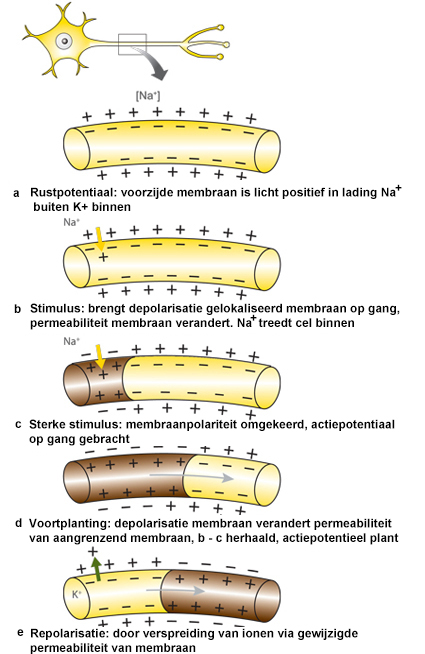 [Na⁺]
a Rustpotentiaal: voorzijde membraan is licht positief in lading Na⁺
buiten K+ binnen
Na⁺
b Stimulus: brengt depolarisatie gelokaliseerd membraan op gang,
permeabiliteit membraan verandert. Na⁺ treedt cel binnen
Na⁺
c Sterke stimulus: membraanpolariteit omgekeerd, actiepotentiaal
op gang gebracht
d Voortplanting: depolarisatie membraan verandert permeabiliteit
van aangrenzend membraan, b - c herhaald, actiepotentieel plant
K⁺
e Repolarisatie: door verspreiding van ionen via gewijzigde
permeabiliteit van membraan